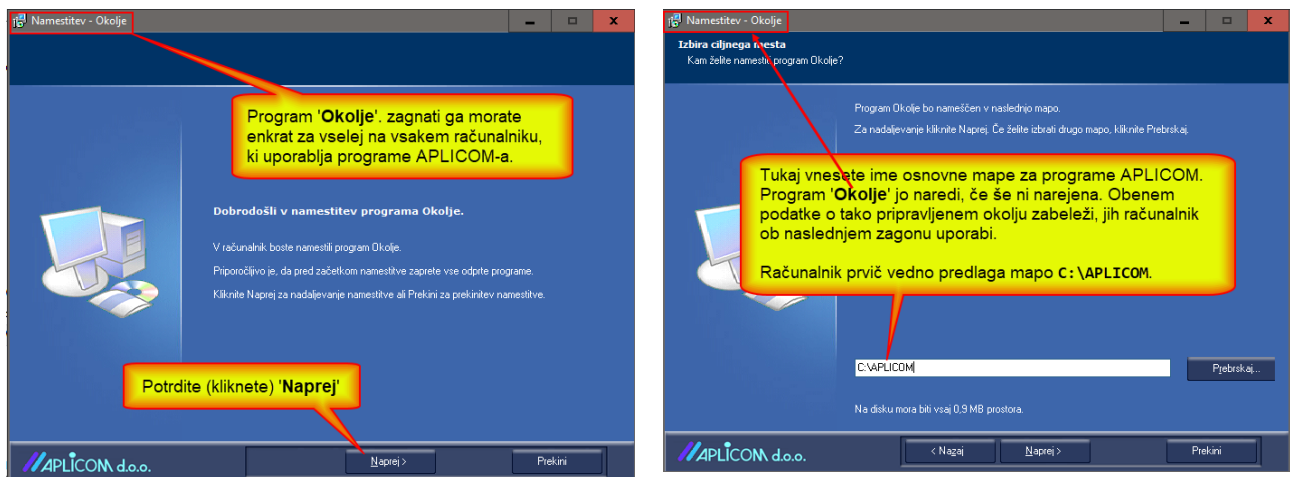 Namestitev - Okolje
Program 'Okolje'. zagnati ga morate
enkrat za vselej na vsakem računalniku,
ki uporablja programe APLICOM-a.
Dobrodošli v namestitev programa Okolje.
V računalnik boste namestili program Okolje.
Priporočljivo je, da pred začetkom namestitve zaprete vse odprte programe.
Kliknite Naprej za nadaljevanje namestitve ali Prekini za prekinitev namestitve.
Potrdite (kliknete) 'Naprej'
APLICOM d.o.o.
Naprej >
Prekini
Namestitev - Okolje
Izbira ciljnega mesta
Kam želite namestiti program Okolje?
Program Okolje bo nameščen v naslednjo mapo.
Za nadaljevanje kliknite Naprej. Če želite izbrati drugo mapo, kliknite Prebrskaj.
Tukaj vnesete ime osnovne mape za programe APLICOM.
Program 'Okolje' jo naredi, če še ni narejena. Obenem
podatke o tako pripravljenem okolju zabeleži, jih računalnik
ob naslednjem zagonu uporabi.
Računalnik prvič vedno predlaga mapo C:\APLICOM.
C:\APLICOM
Prebrskaj...
Na disku mora biti vsaj 0,9 MB prostora.
APLICOM d.o.o.
< Nazaj
Naprej >
Prekini